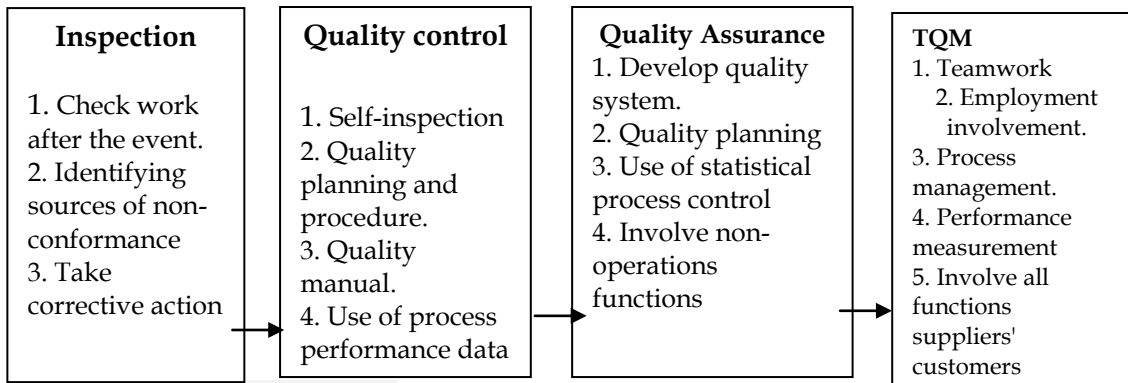 Inspection
1. Check work
after the event.
2. Identifying
sources of non-
conformance
3. Take
corrective action
Quality control
1. Self-inspection
2. Quality
planning and
procedure.
3. Quality
manual.
4. Use of process
performance data
Quality Assurance
1. Develop quality
system.
2. Quality planning
3. Use of statistical
process control
4. Involve non-
operations
functions
TQM
1. Teamwork
2. Employment
involvement.
3. Process
management.
4. Performance
measurement
5. Involve all
functions
suppliers'
customers